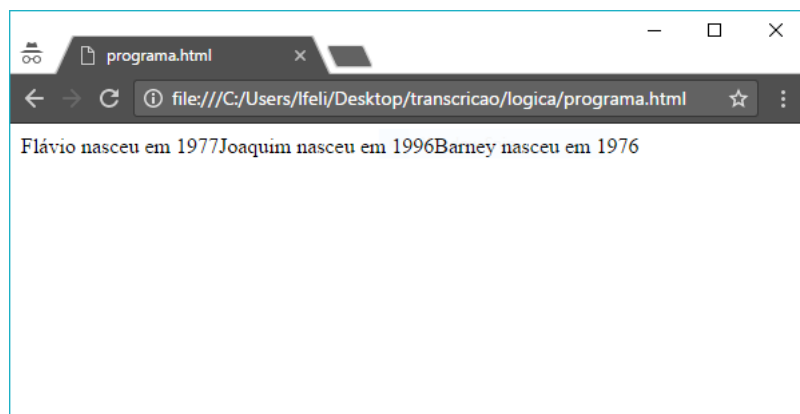 programa.html
file:///C:/Users/lfeli/Desktop/transcricao/logica/programa.html
Flávio nasceu em 1977Joaquim nasceu em 1996Barney nasceu em 1976